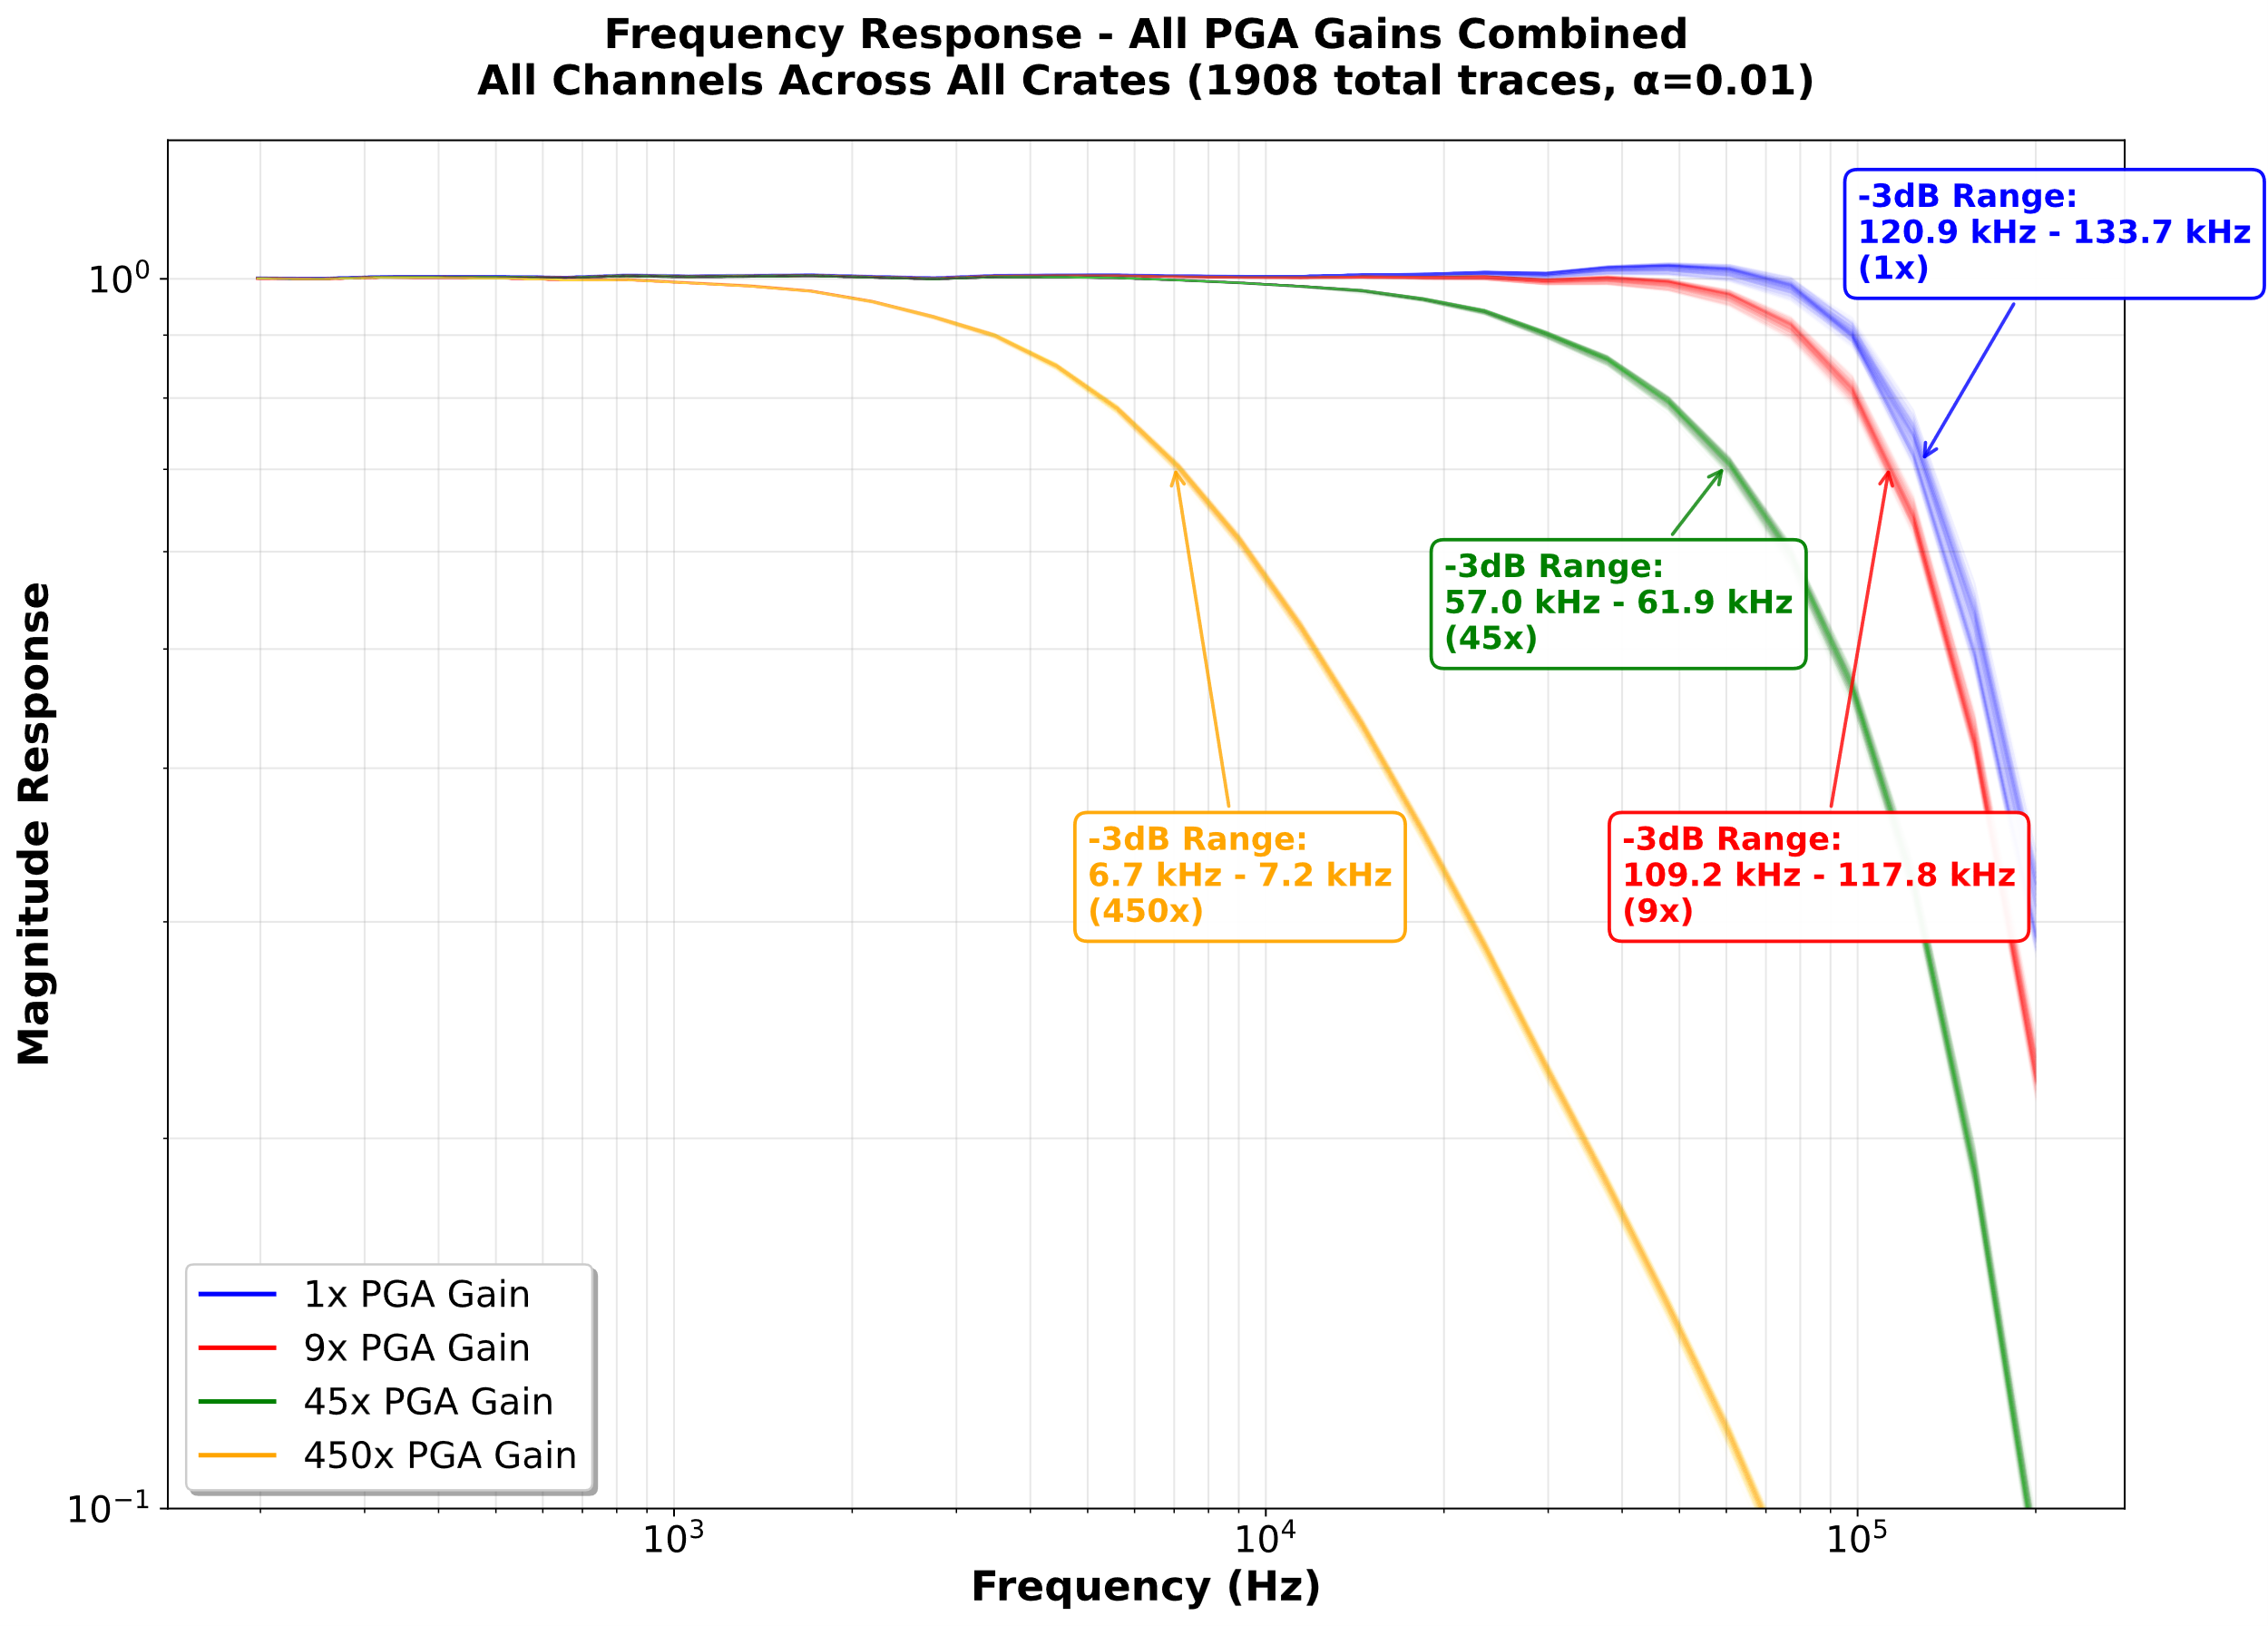 Frequency Response - All PGA Gains Combined
All Channels Across All Crates (1908 total traces, α=0.01)
-3dB Range:
120.9 kHz - 133.7 kHz
(1x)
-3dB Range:
57.0 kHz - 61.9 kHz
(45x)
-3dB Range:
6.7 kHz - 7.2 kHz
(450x)
-3dB Range:
109.2 kHz - 117.8 kHz
(9x)
Magnitude Response
10⁰
10⁻¹
1x PGA Gain
9x PGA Gain
45x PGA Gain
450x PGA Gain
10³
10⁴
10⁵
Frequency (Hz)